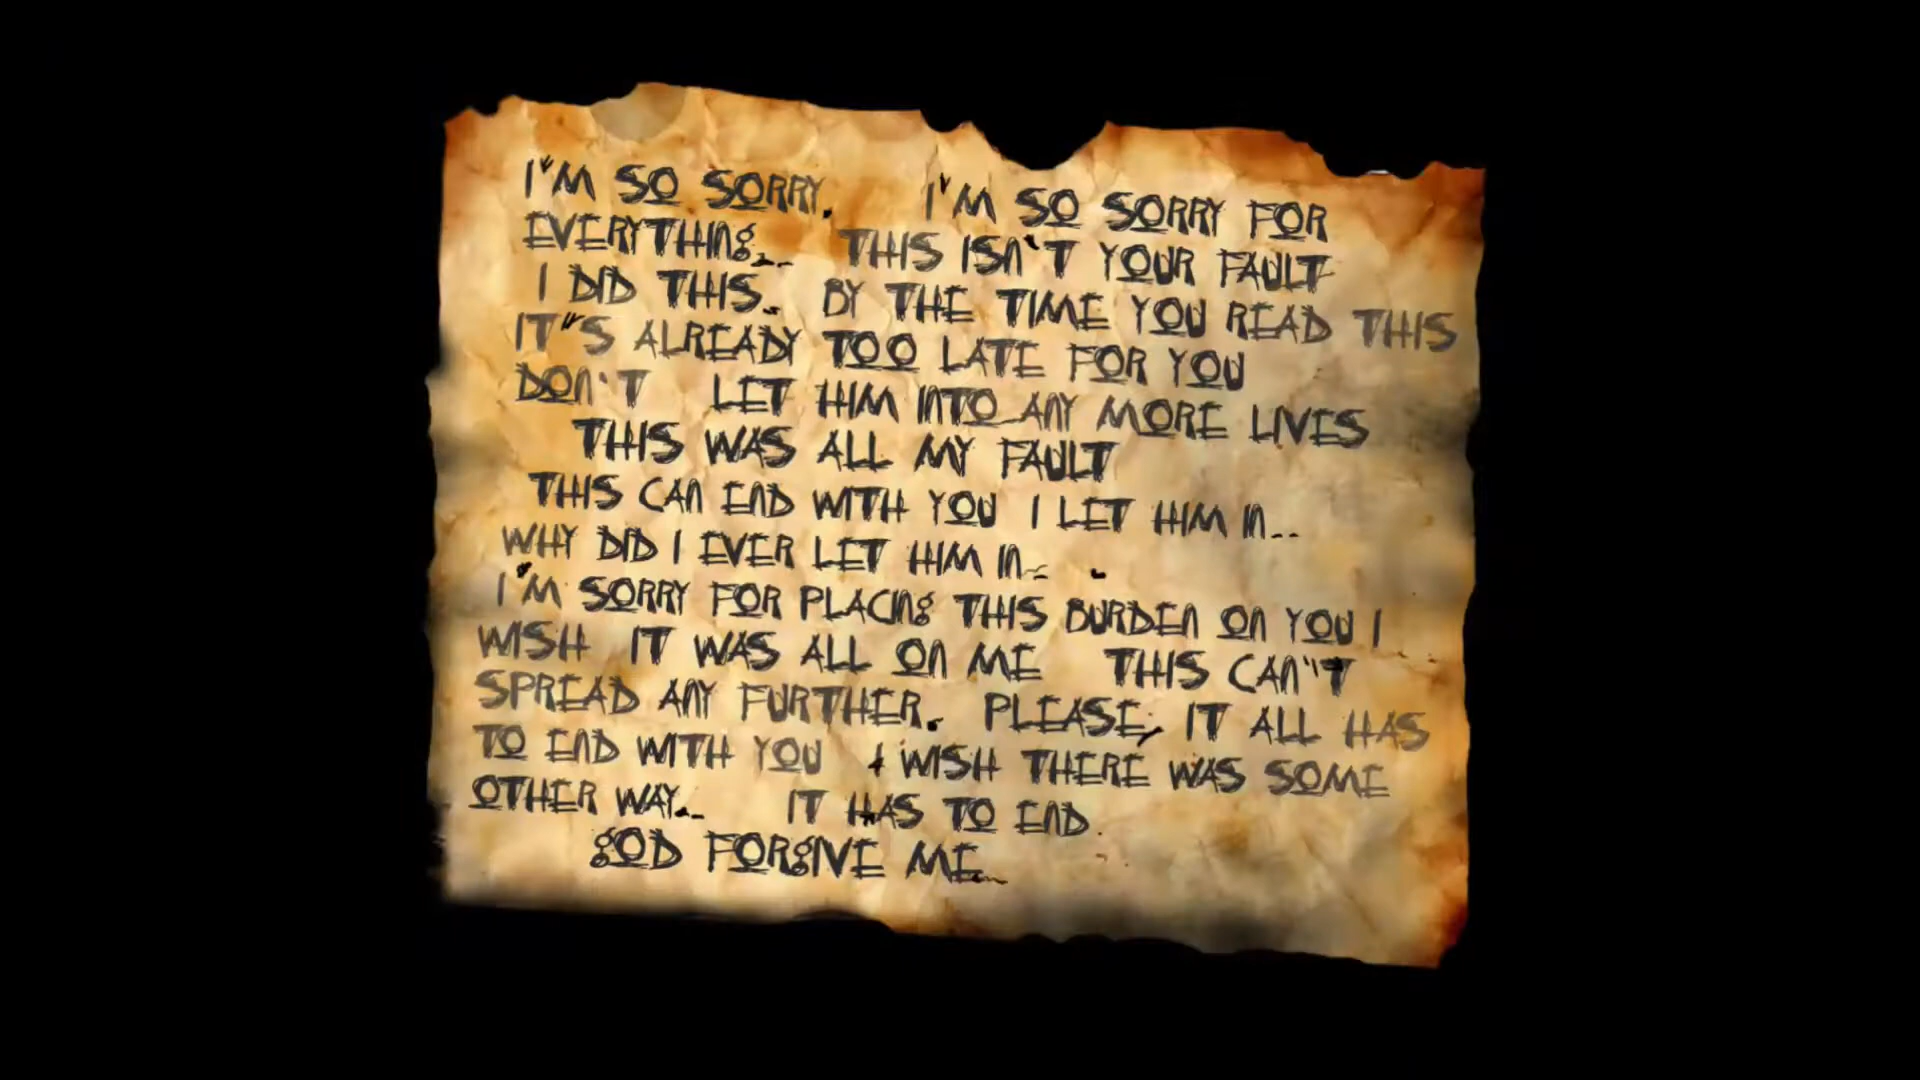 I'M SO SORRY. I'M SO SORRY FOR
EVERYTHING... THIS ISN'T YOUR FAULT
I DID THIS.. BY THE TIME YOU READ THIS
IT"S ALREADY TOO LATE FOR YOU
DON'T LET HIM INTO ANY MORE LIVES
THIS WAS ALL MY FAULT
THIS CAN END WITH YOU I LET HIM IN...
WHY DID I EVER LET HIM IN...
I'M SORRY FOR PLACING THIS BURDEN ON YOU I
WISH IT WAS ALL ON ME THIS CAN'T
SPREAD ANY FURTHER. PLEASE, IT ALL HAS
TO END WITH YOU I WISH THERE WAS SOME
OTHER WAY... IT HAS TO END.
GOD FORGIVE ME...